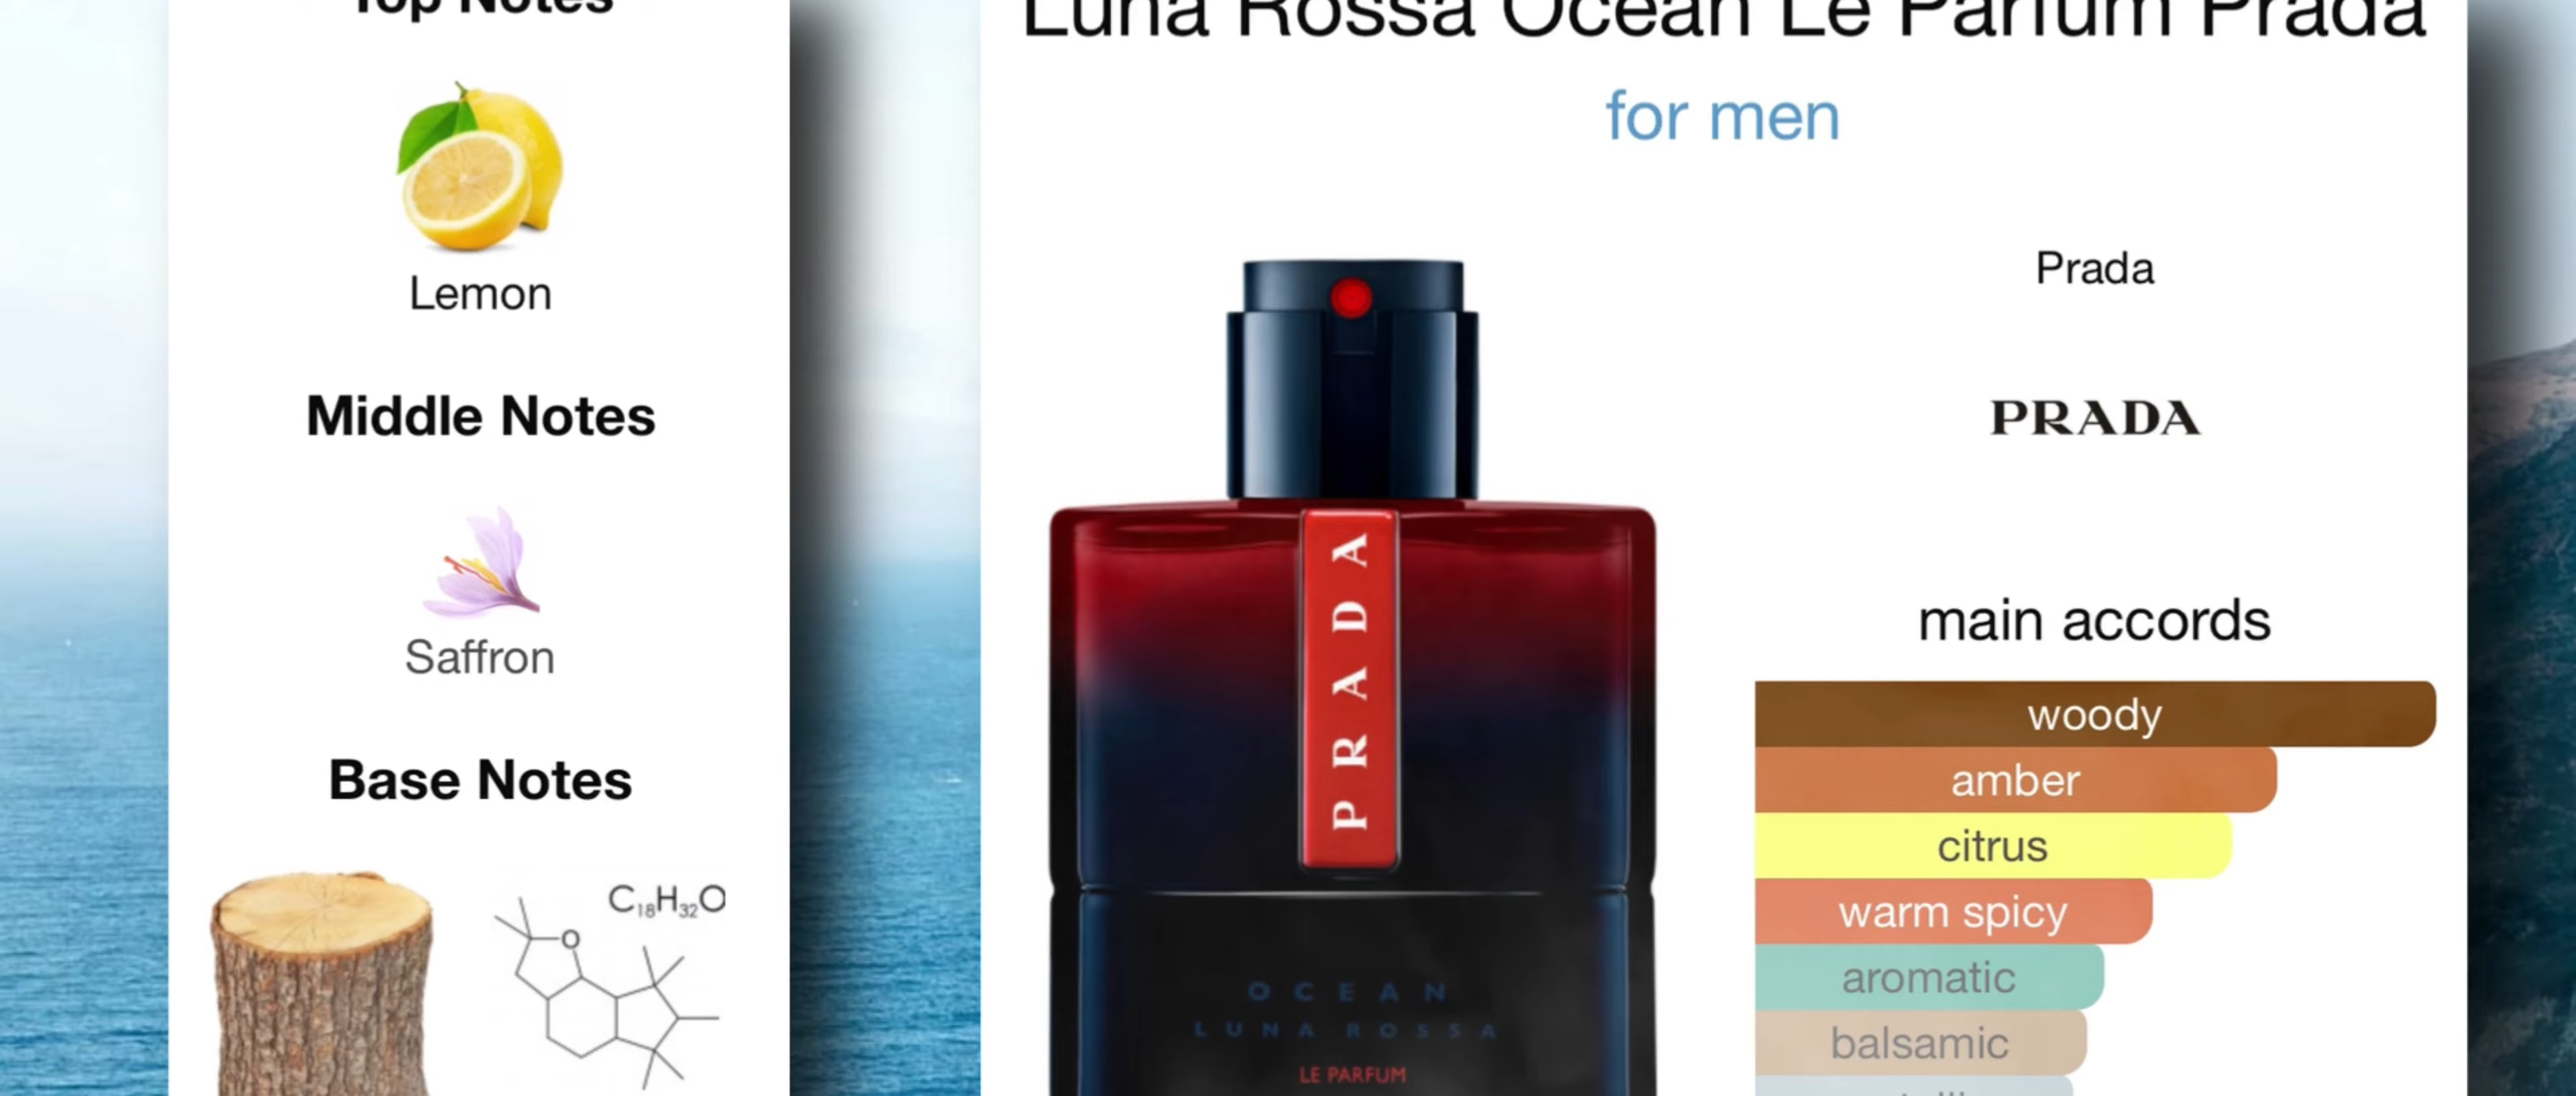 Top Notes
Lemon
Middle Notes
Saffron
Base Notes
C18H32O
O
Luna Rossa Ocean Le Parfum Prada
for men
PRADA
OCEAN
LUNA ROSSA
LE PARFUM
Prada
PRADA
main accords
woody
amber
citrus
warm spicy
aromatic
balsamic